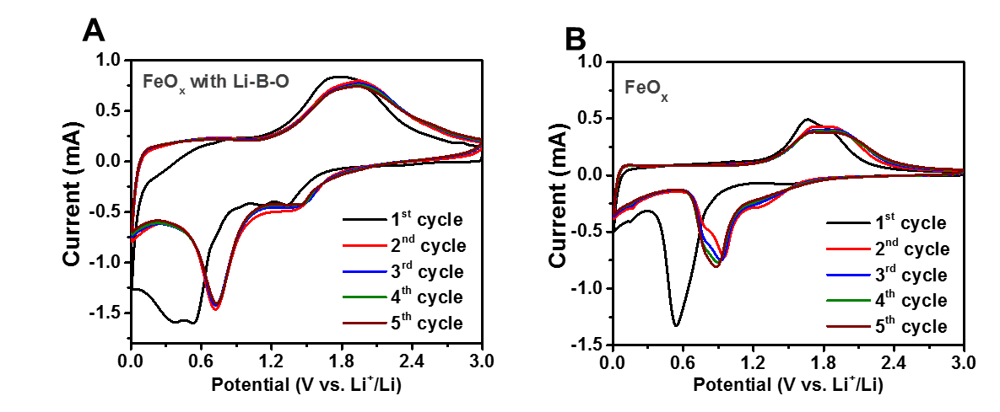 A
FeOx with Li-B-O
1.0
0.5
0.0
-0.5
-1.0
-1.5
Current (mA)
1st cycle
2nd cycle
3rd cycle
4th cycle
5th cycle
0.0 0.6 1.2 1.8 2.4 3.0
Potential (V vs. Li+/Li)
B
FeOx
1.0
0.5
0.0
-0.5
-1.0
-1.5
Current (mA)
1st cycle
2nd cycle
3rd cycle
4th cycle
5th cycle
0.0 0.6 1.2 1.8 2.4 3.0
Potential (V vs. Li+/Li)